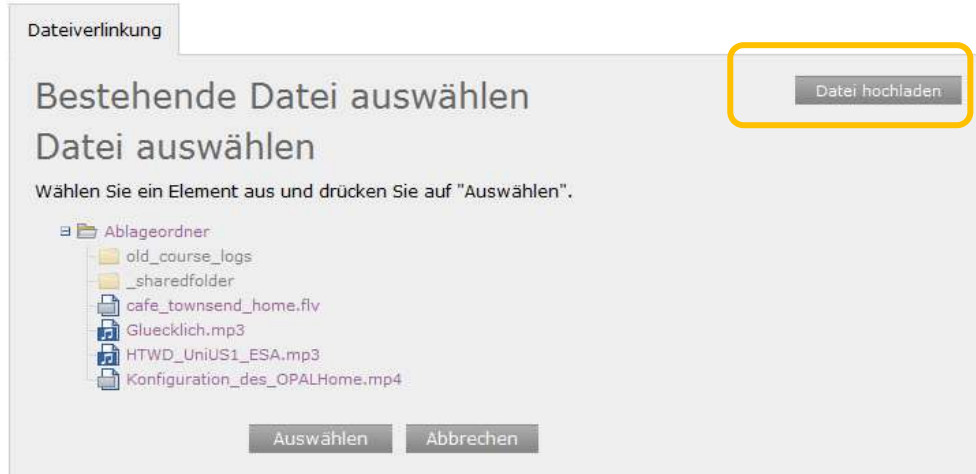 Dateiverlinkung
Bestehende Datei auswählen
Datei hochladen
Datei auswählen
Wählen Sie ein Element aus und drücken Sie auf "Auswählen".
Ablageordner
old_course_logs
_sharedfolder
cafe_townsend_home.flv
Gluecklich.mp3
HTWD_UniUS1_ESA.mp3
Konfiguration_des_OPALHome.mp4
Auswählen Abbrechen